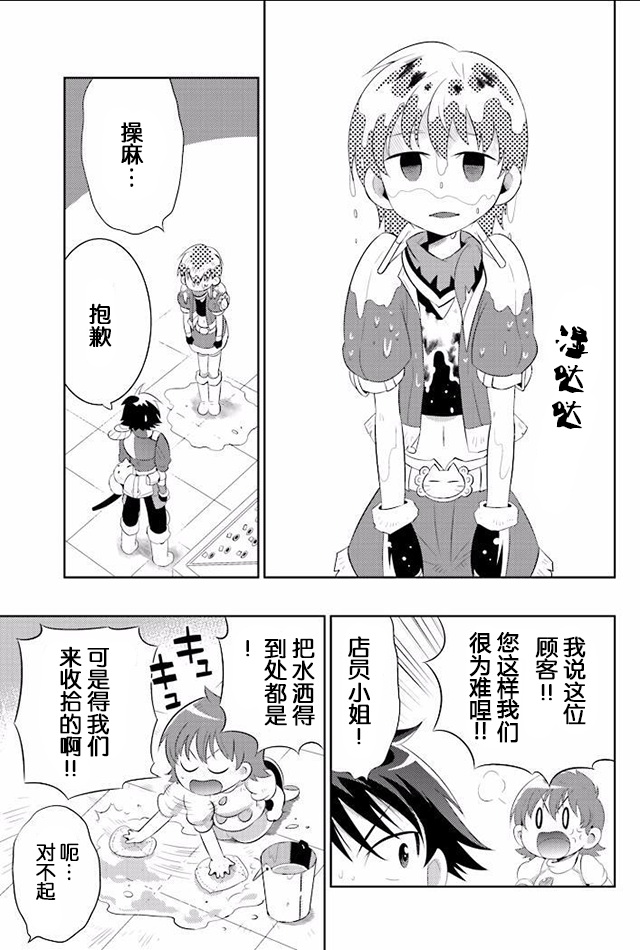 湿
哒
哒
操
麻
…
抱
歉
我说这位
顾客!!
您这样我们
很为难捏!!
店员小姐!
把水洒得
到处都是
!
キュ
キュ
可是得我们
来收拾的啊!!
呃…
对不起